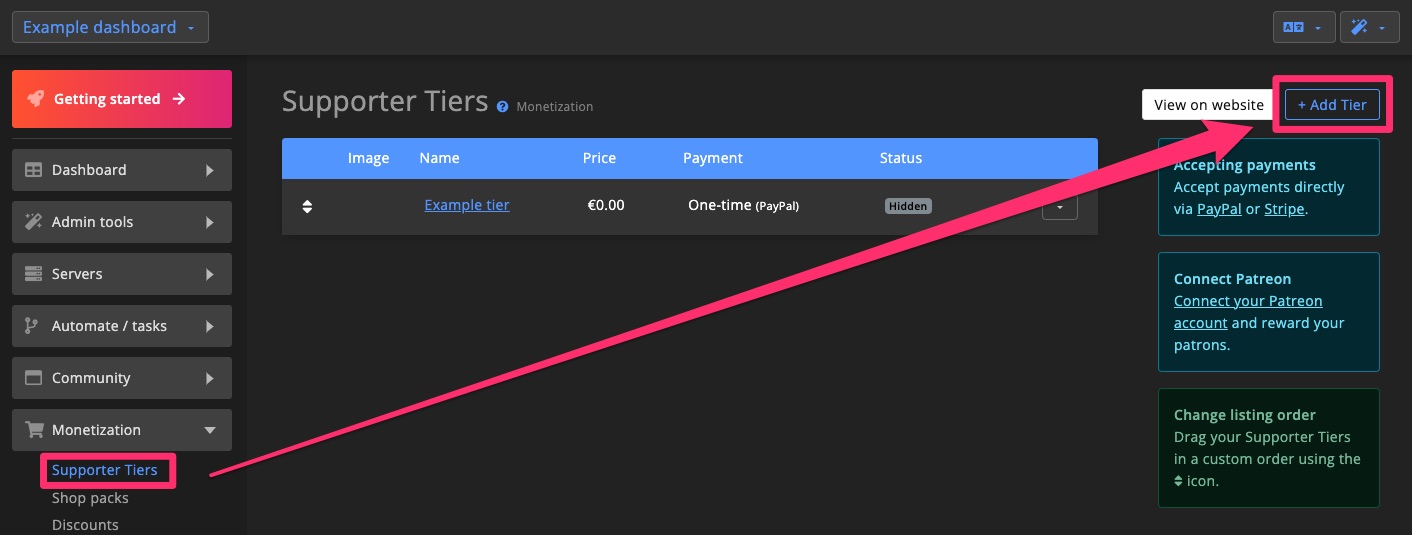 Example dashboard
Getting started
Dashboard
Admin tools
Servers
Automate / tasks
Community
Monetization
Supporter Tiers
Shop packs
Discounts
Supporter Tiers ? Monetization
View on website
+ Add Tier
Image Name Price Payment Status
Example tier €0.00 One-time (PayPal) Hidden
Accepting payments
Accept payments directly
via PayPal or Stripe.
Connect Patreon
Connect your Patreon
account and reward your
patrons.
Change listing order
Drag your Supporter Tiers
in a custom order using the
icon.